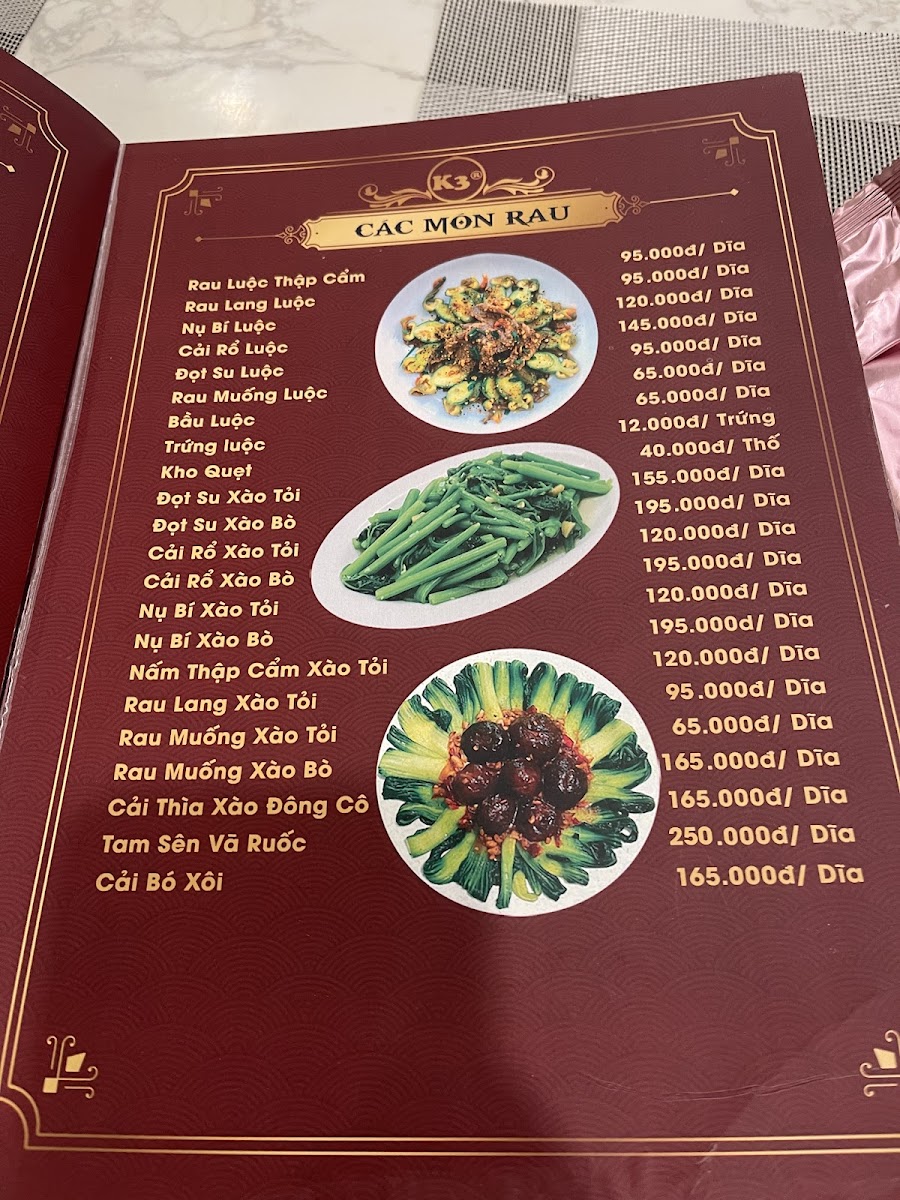 K3®
CÁC MÓN RAU
Rau Luộc Thập Cẩm 95.000đ/ Dĩa
Rau Lang Luộc 95.000đ/ Dĩa
Nụ Bí Luộc 120.000đ/ Dĩa
Cải Rổ Luộc 145.000đ/ Dĩa
Đọt Su Luộc 95.000đ/ Dĩa
Rau Muống Luộc 65.000đ/ Dĩa
Bầu Luộc 65.000đ/ Dĩa
Trứng luộc 12.000đ/ Trứng
Kho Quẹt 40.000đ/ Thố
Đọt Su Xào Tỏi 155.000đ/ Dĩa
Đọt Su Xào Bò 195.000đ/ Dĩa
Cải Rổ Xào Tỏi 120.000đ/ Dĩa
Cải Rổ Xào Bò 195.000đ/ Dĩa
Nụ Bí Xào Tỏi 120.000đ/ Dĩa
Nụ Bí Xào Bò 195.000đ/ Dĩa
Nấm Thập Cẩm Xào Tỏi 120.000đ/ Dĩa
Rau Lang Xào Tỏi 95.000đ/ Dĩa
Rau Muống Xào Tỏi 65.000đ/ Dĩa
Rau Muống Xào Bò 165.000đ/ Dĩa
Cải Thìa Xào Đông Cô 165.000đ/ Dĩa
Tam Sên Vã Ruốc 250.000đ/ Dĩa
Cải Bó Xôi 165.000đ/ Dĩa